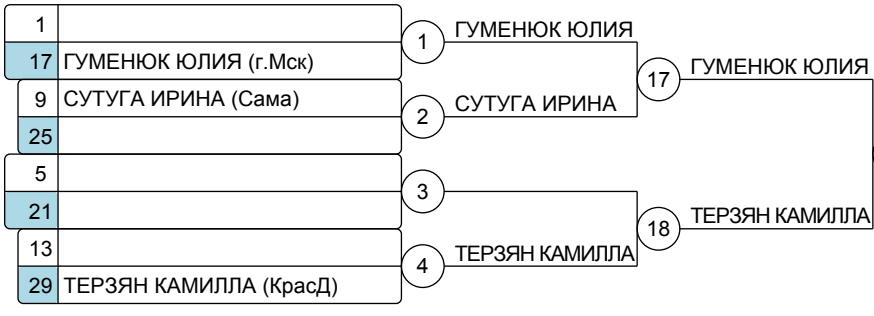 1
17 ГУМЕНЮК ЮЛИЯ (г.Мск)
9 СУТУГА ИРИНА (Сама)
25
5
21
13
29 ТЕРЗЯН КАМИЛЛА (КрасД)
1 ГУМЕНЮК ЮЛИЯ
2 СУТУГА ИРИНА
3
4 ТЕРЗЯН КАМИЛЛА
17 ГУМЕНЮК ЮЛИЯ
18 ТЕРЗЯН КАМИЛЛА